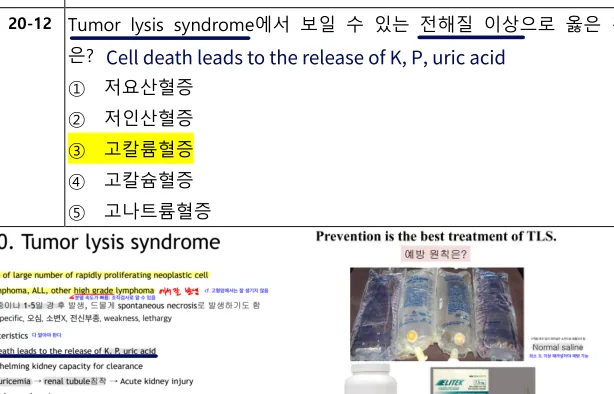 20-12
Tumor lysis syndrome에서 보일 수 있는 전해질 이상으로 옳은
은? Cell death leads to the release of K, P, uric acid
① 저요산혈증
② 저인산혈증
③ 고칼륨혈증
④ 고칼슘혈증
⑤ 고나트륨혈증
0. Tumor lysis syndrome
of large number of rapidly proliferating neoplastic cell
mphoma, ALL, other high grade lymphoma
1-5일 경 후 발생, 드물게 spontaneous necrosis로 발생하기도 함
pecific, 오심, 소변X, 전신부종, weakness, lethargy
teristics
eath leads to the release of K, P, uric acid
helming kidney capacity for clearance
uricemia → renal tubule침착 → Acute kidney injury
Prevention is the best treatment of TLS.
예방 원칙은?
Normal saline
ELITEK